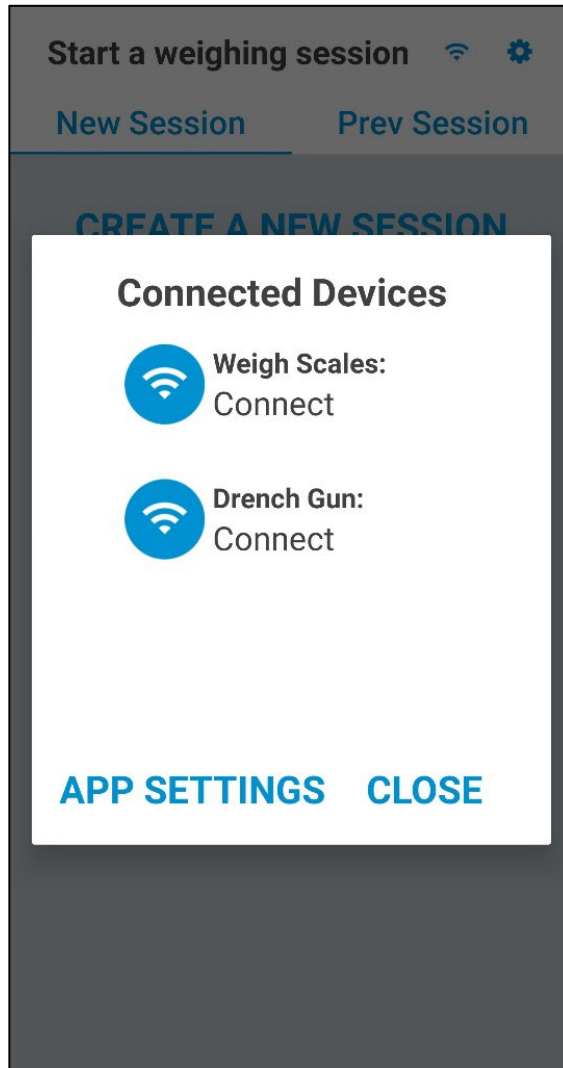 Start a weighing session
New Session Prev Session
CREATE A NEW SESSION
Connected Devices
Weigh Scales:
Connect
Drench Gun:
Connect
APP SETTINGS CLOSE